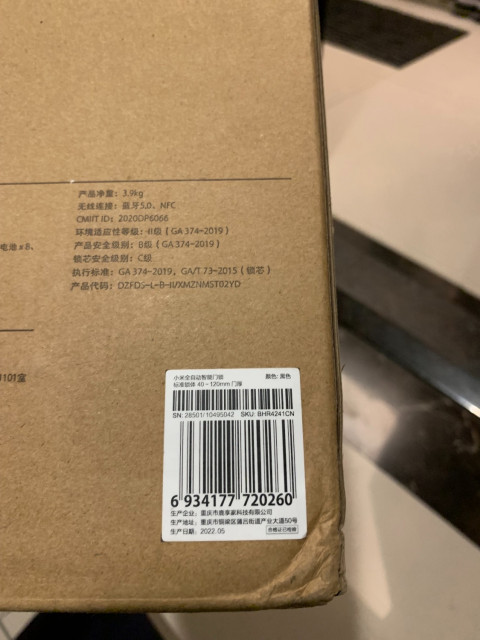 产品净重：3.9kg
无线连接：蓝牙5.0、NFC
CMIIT ID：2020DP6066
环境适应性等级：II级（GA 374-2019）
电池 x 8、
产品安全级别：B级（GA 374-2019）
锁芯安全级别：C级
执行标准：GA 374-2019，GA/T 73-2015（锁芯）
产品代码：DZFDS-L-B-II/XMZNMST02YD
1101室
小米全自动智能门锁 颜色：黑色
标准锁体 40-120mm 门厚
SN: 28501/10495042 SKU: BHR4241CN
6 934177 720260
生产企业：重庆市鹿享家科技有限公司
生产地址：重庆市铜梁区蒲吕街道产业大道50号
生产日期：2022.05 合格证已检验